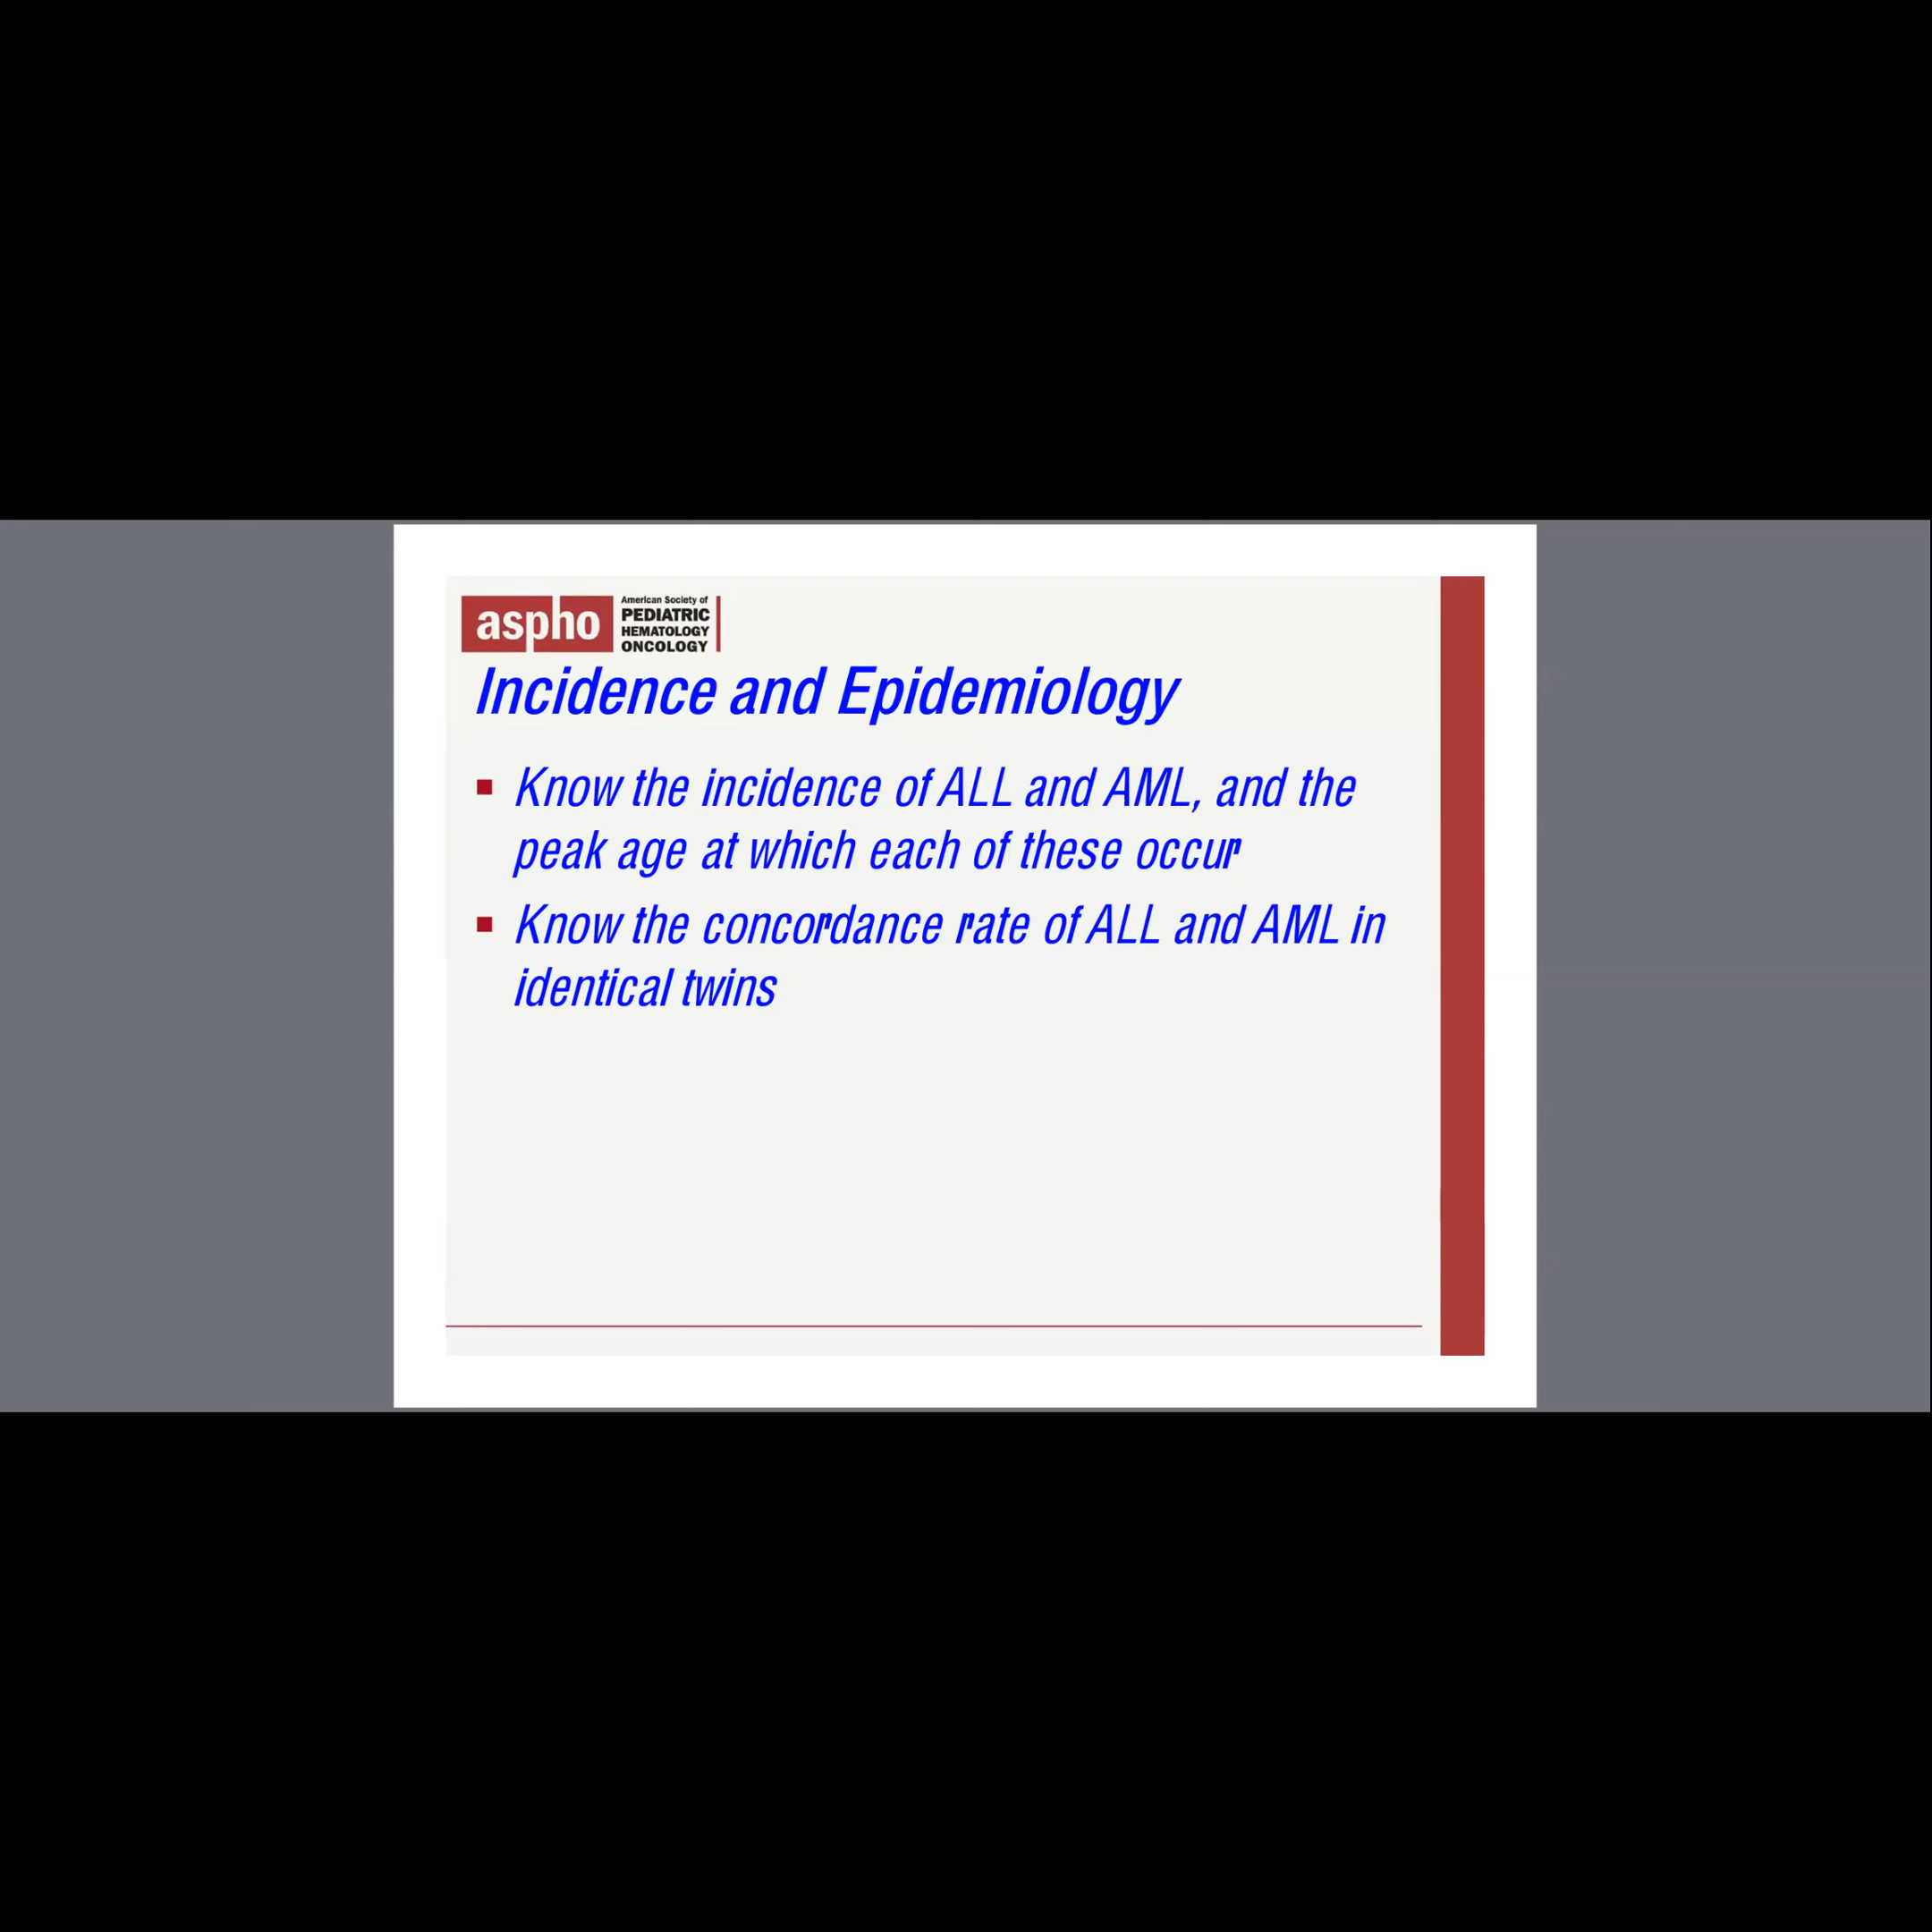 aspho
American Society of
PEDIATRIC
HEMATOLOGY
ONCOLOGY
Incidence and Epidemiology
Know the incidence of ALL and AML, and the
peak age at which each of these occur
Know the concordance rate of ALL and AML in
identical twins